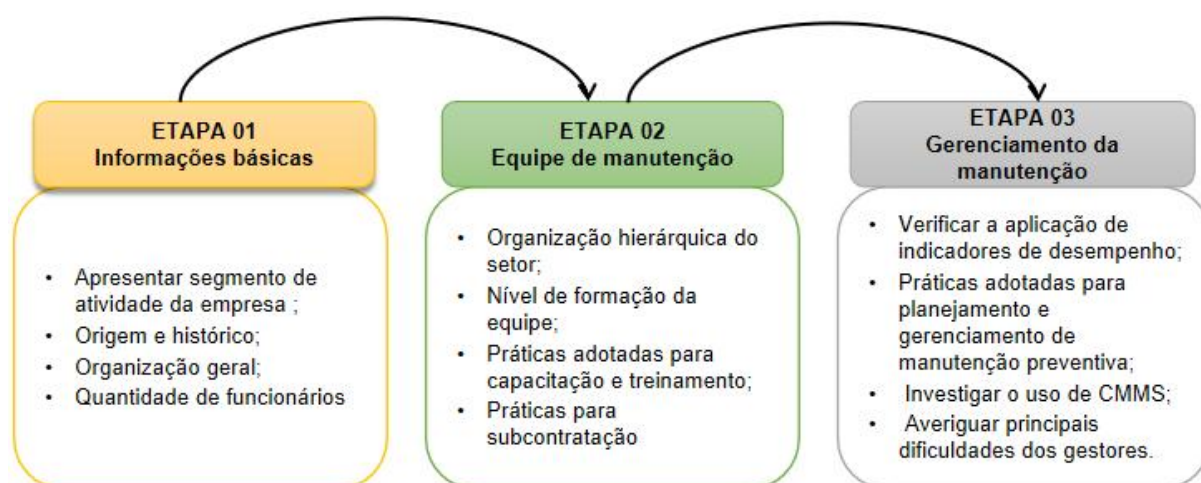 ETAPA 01
Informações básicas
• Apresentar segmento de
atividade da empresa ;
• Origem e histórico;
• Organização geral;
• Quantidade de funcionários
ETAPA 02
Equipe de manutenção
• Organização hierárquica do
setor;
• Nível de formação da
equipe;
• Práticas adotadas para
capacitação e treinamento;
• Práticas para
subcontratação
ETAPA 03
Gerenciamento da
manutenção
• Verificar a aplicação de
indicadores de desempenho;
• Práticas adotadas para
planejamento e
gerenciamento de
manutenção preventiva;
• Investigar o uso de CMMS;
• Averiguar principais
dificuldades dos gestores.